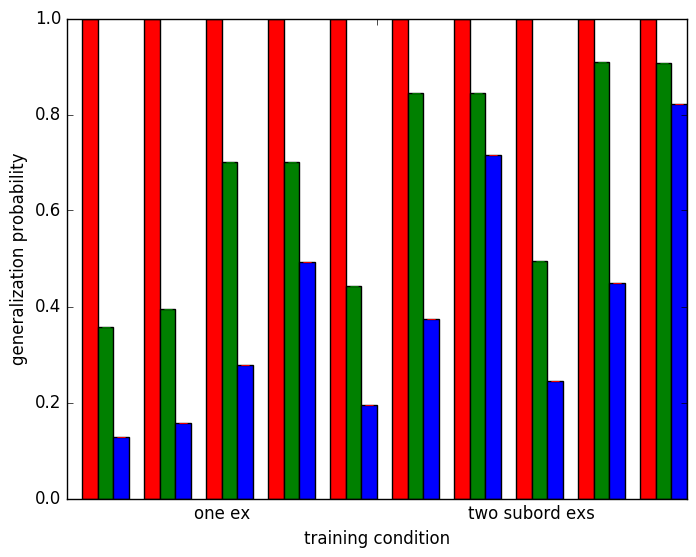 1.0
0.8
0.6
0.4
0.2
0.0
generalization probability
one ex
two subord exs
training condition